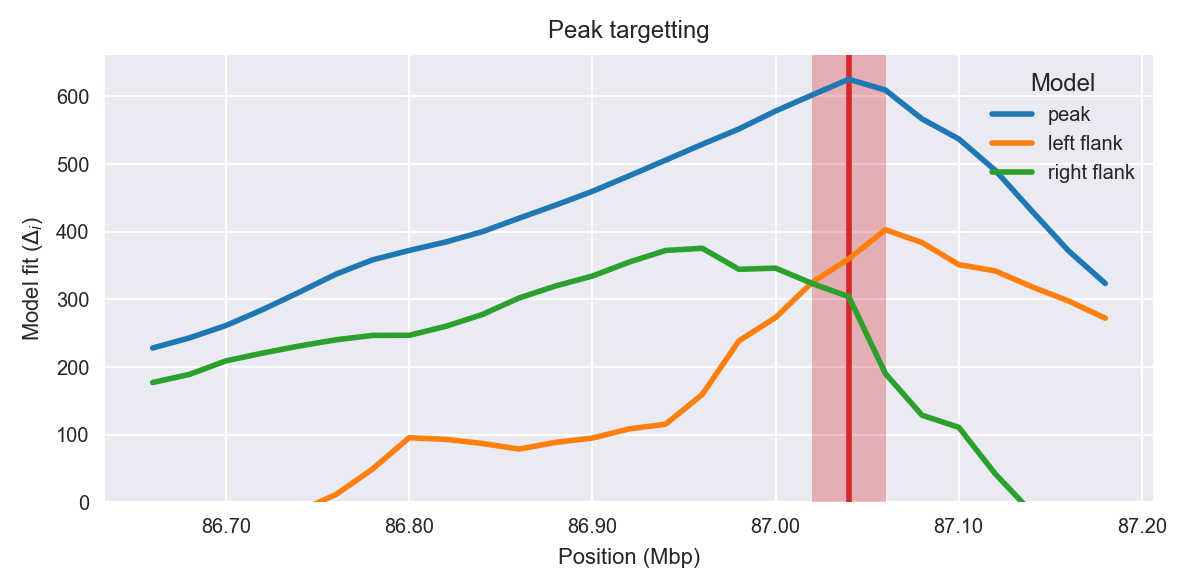 Peak targetting
Model
peak
left flank
right flank
Model fit (Δi)
600
500
400
300
200
100
0
86.70 86.80 86.90 87.00 87.10 87.20
Position (Mbp)